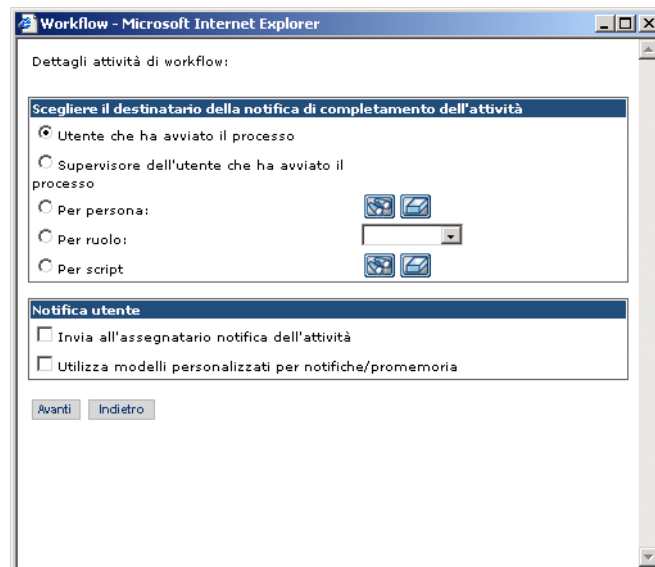 Workflow - Microsoft Internet Explorer
Dettagli attività di workflow:
Scegliere il destinatario della notifica di completamento dell'attività
Utente che ha avviato il processo
Supervisore dell'utente che ha avviato il
processo
Per persona:
Per ruolo:
Per script
Notifica utente
Invia all'assegnatario notifica dell'attività
Utilizza modelli personalizzati per notifiche/promemoria
Avanti Indietro